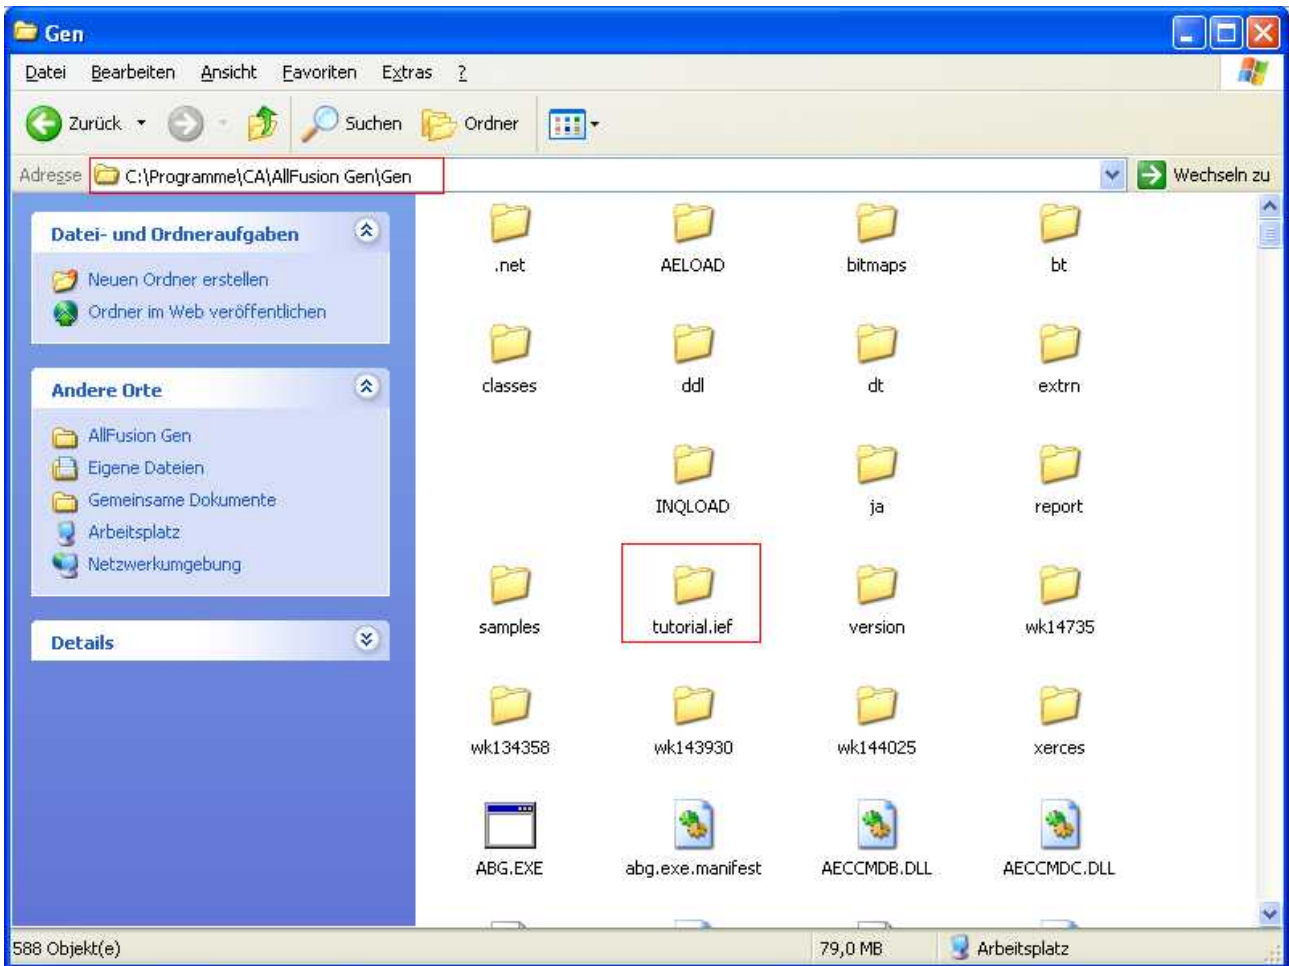 Gen
Datei Bearbeiten Ansicht Favoriten Extras ?
Zurück Suchen Ordner
Adresse C:\Programme\CA\AllFusion Gen\Gen Wechseln zu
Datei- und Ordneraufgaben
Neuen Ordner erstellen
Ordner im Web veröffentlichen
Andere Orte
AllFusion Gen
Eigene Dateien
Gemeinsame Dokumente
Arbeitsplatz
Netzwerkumgebung
Details
.net AELOAD bitmaps bt
classes ddl dt extrn
INQLOAD ja report
samples tutorial.ief version wk14735
wk134358 wk143930 wk144025 xerces
ABG.EXE abg.exe.manifest AECCMDB.DLL AECCMDC.DLL
588 Objekt(e) 79,0 MB Arbeitsplatz